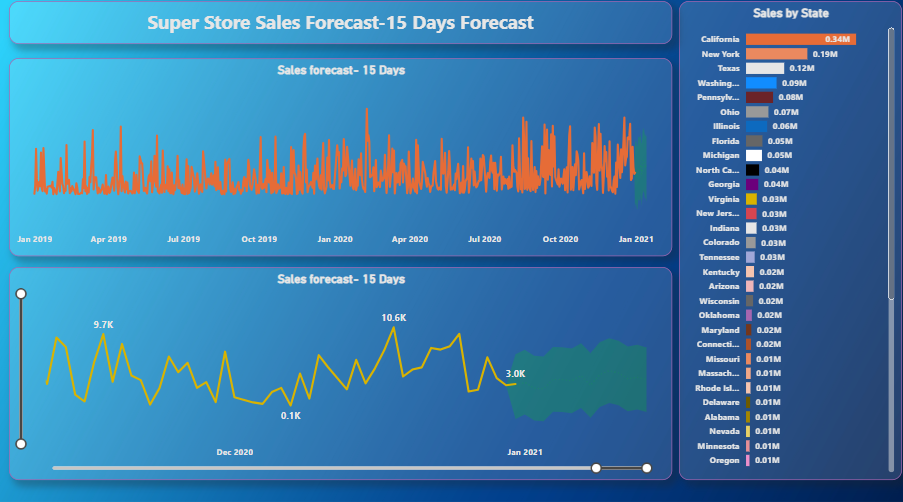 Super Store Sales Forecast-15 Days Forecast
Sales forecast- 15 Days
Jan 2019 Apr 2019 Jul 2019 Oct 2019 Jan 2020 Apr 2020 Jul 2020 Oct 2020 Jan 2021
Sales forecast- 15 Days
9.7K
10.6K
3.0K
0.1K
Dec 2020 Jan 2021
Sales by State
California 0.34M
New York 0.19M
Texas 0.12M
Washing... 0.09M
Pennsylv... 0.08M
Ohio 0.07M
Illinois 0.06M
Florida 0.05M
Michigan 0.05M
North Ca... 0.04M
Georgia 0.04M
Virginia 0.03M
New Jers... 0.03M
Indiana 0.03M
Colorado 0.03M
Tennessee 0.03M
Kentucky 0.02M
Arizona 0.02M
Wisconsin 0.02M
Oklahoma 0.02M
Maryland 0.02M
Connecti... 0.02M
Missouri 0.01M
Massach... 0.01M
Rhode Isl... 0.01M
Delaware 0.01M
Alabama 0.01M
Nevada 0.01M
Minnesota 0.01M
Oregon 0.01M